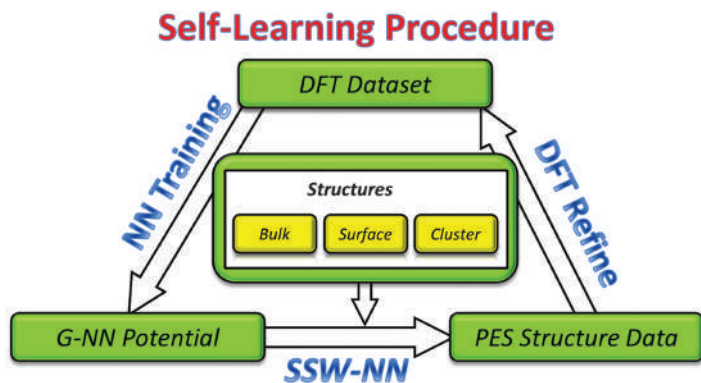 Self-Learning Procedure
DFT Dataset
NN Training
DFT Refine
Structures
Bulk
Surface
Cluster
G-NN Potential
SSW-NN
PES Structure Data